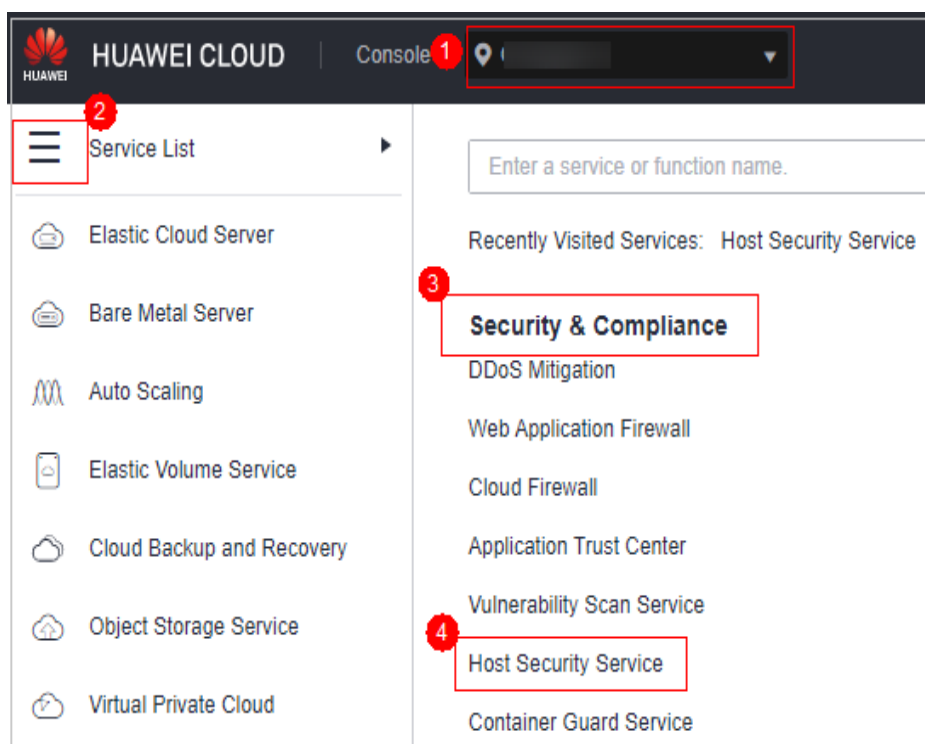 HUAWEI
HUAWEI CLOUD
Console
1
2
Service List
Elastic Cloud Server
Bare Metal Server
Auto Scaling
Elastic Volume Service
Cloud Backup and Recovery
Object Storage Service
Virtual Private Cloud
Enter a service or function name.
Recently Visited Services: Host Security Service
3
Security & Compliance
DDoS Mitigation
Web Application Firewall
Cloud Firewall
Application Trust Center
Vulnerability Scan Service
4
Host Security Service
Container Guard Service